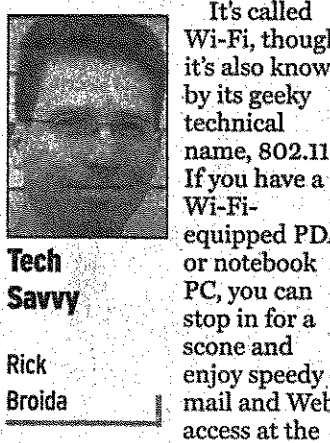 Tech
Savvy
Rick
Broida
It's called
Wi-Fi, though
it's also know
by its geeky
technical
name, 802.11
If you have a
Wi-Fi-
equipped PD
or notebook
PC, you can
stop in for a
scone and
enjoy speedy
mail and Web
access at the